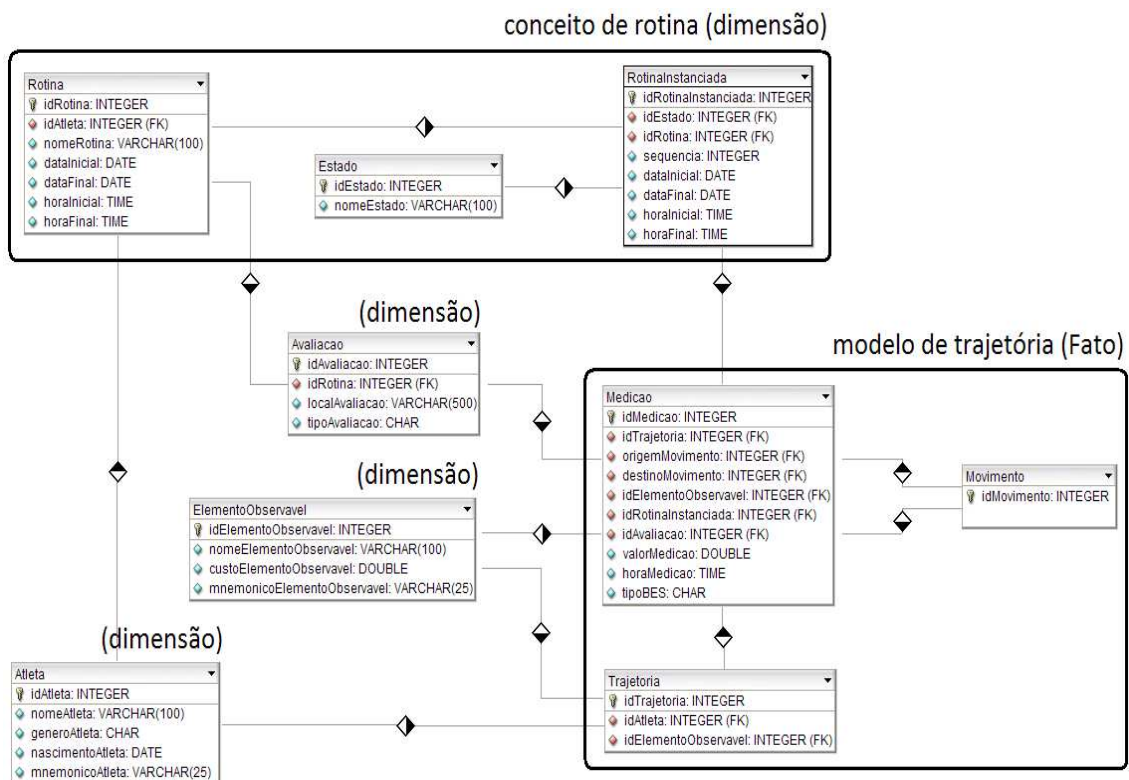 conceito de rotina (dimensão)
Rotina
idRotina: INTEGER
idAtleta: INTEGER (FK)
nomeRotina: VARCHAR(100)
dataInicial: DATE
dataFinal: DATE
horaInicial: TIME
horaFinal: TIME
Estado
idEstado: INTEGER
nomeEstado: VARCHAR(100)
RotinaInstanciada
idRotinaInstanciada: INTEGER
idEstado: INTEGER (FK)
idRotina: INTEGER (FK)
sequencia: INTEGER
dataInicial: DATE
dataFinal: DATE
horaInicial: TIME
horaFinal: TIME
(dimensão)
Avaliacao
idAvaliacao: INTEGER
idRotina: INTEGER (FK)
localAvaliacao: VARCHAR(500)
tipoAvaliacao: CHAR
modelo de trajetória (Fato)
Medicao
idMedicao: INTEGER
idTrajetoria: INTEGER (FK)
origemMovimento: INTEGER (FK)
destinoMovimento: INTEGER (FK)
idElementoObservavel: INTEGER (FK)
idRotinaInstanciada: INTEGER (FK)
idAvaliacao: INTEGER (FK)
valorMedicao: DOUBLE
horaMedicao: TIME
tipoBES: CHAR
Movimento
idMovimento: INTEGER
(dimensão)
ElementoObservavel
idElementoObservavel: INTEGER
nomeElementoObservavel: VARCHAR(100)
custoElementoObservavel: DOUBLE
mnemonicoElementoObservavel: VARCHAR(25)
(dimensão)
Atleta
idAtleta: INTEGER
nomeAtleta: VARCHAR(100)
generoAtleta: CHAR
nascimentoAtleta: DATE
mnemonicoAtleta: VARCHAR(25)
Trajetoria
idTrajetoria: INTEGER
idAtleta: INTEGER (FK)
idElementoObservavel: INTEGER (FK)